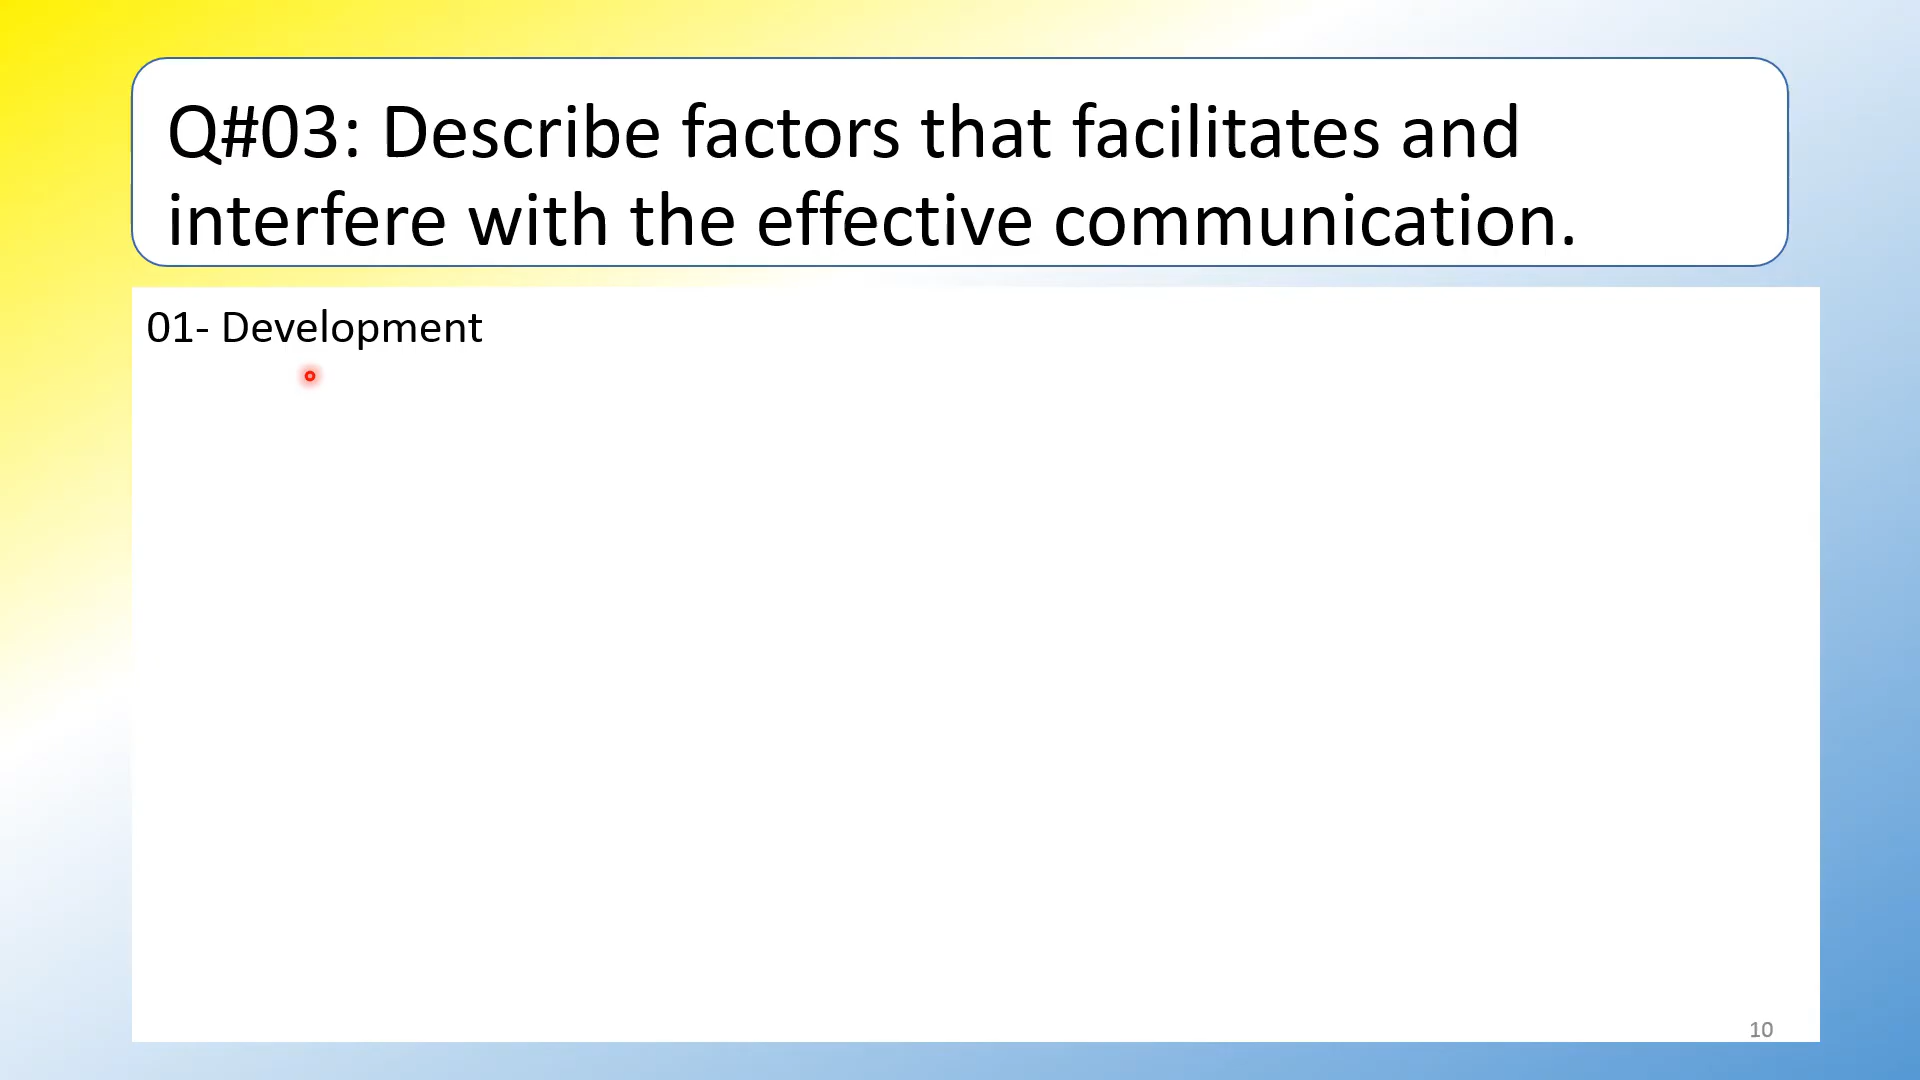 Q#03: Describe factors that facilitates and
interfere with the effective communication.
01- Development
10